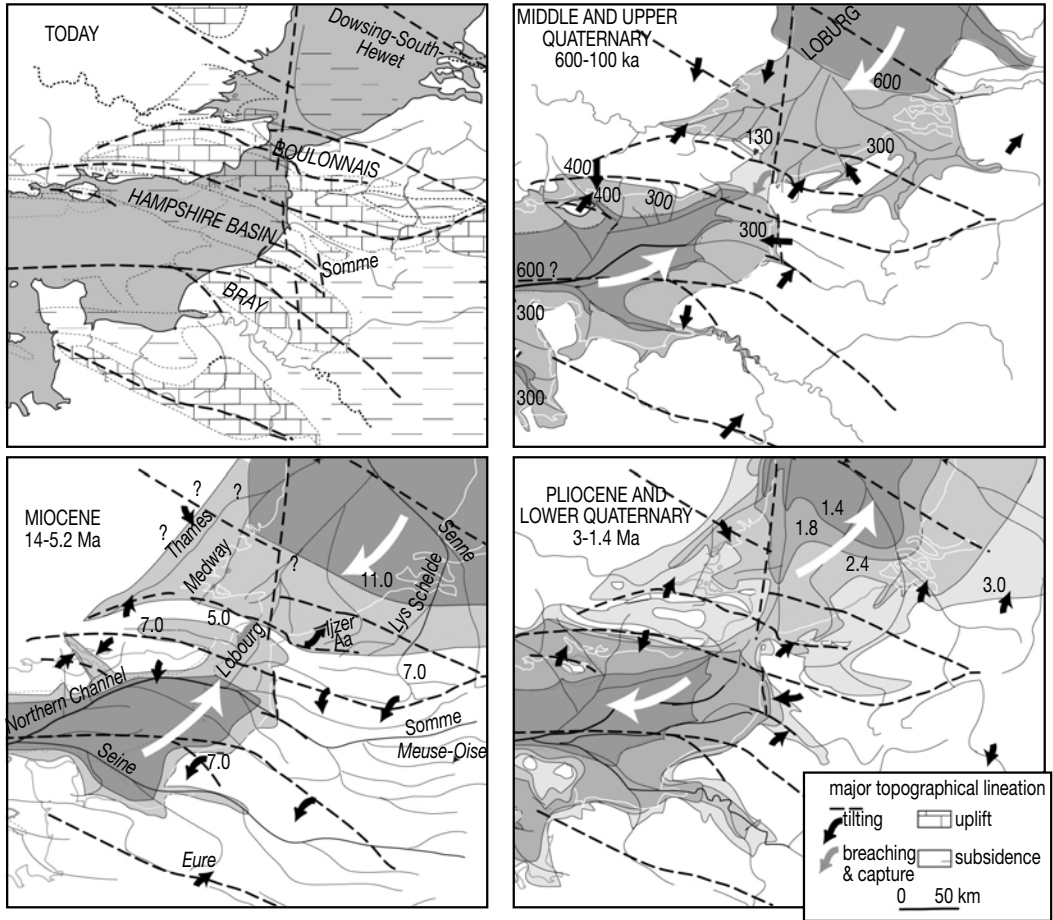 TODAY
Dowsing-South-
Hewet
BOULONNAIS
HAMPSHIRE BASIN
Somme
BRAY
MIDDLE AND UPPER
QUATERNARY
600-100 ka
LOBURG
600
130
300
400
400
300
300
600 ?
300
300
MIOCENE
14-5.2 Ma
?
?
?
Thames
Medway
?
Senne
11.0
Lys Schelde
5.0
7.0
Ijzer
Aa
Lobourg
7.0
Northern Channel
Somme
Meuse-Oise
Seine
7.0
Eure
PLIOCENE AND
LOWER QUATERNARY
3-1.4 Ma
1.4
1.8
2.4
3.0
major topographical lineation
tilting
uplift
breaching
& capture
subsidence
0 50 km